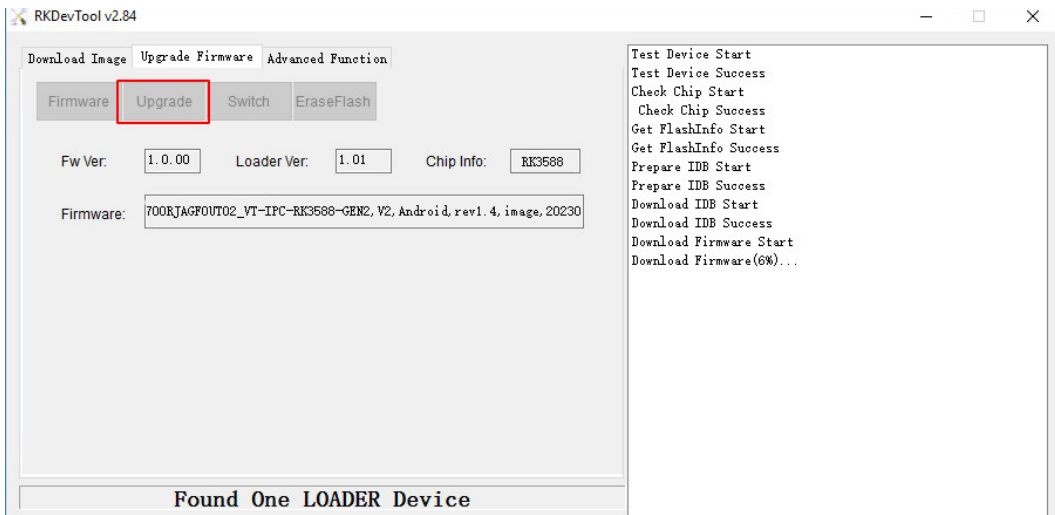 RKDevTool v2.84
Download Image Upgrade Firmware Advanced Function
Firmware Upgrade Switch EraseFlash
Fw Ver: 1.0.00 Loader Ver: 1.01 Chip Info: RK3588
Firmware: 700RJAGFOUT02_VT-IPC-RK3588-GEN2,V2,Android,rev1.4,image,20230
Found One LOADER Device
Test Device Start
Test Device Success
Check Chip Start
Check Chip Success
Get FlashInfo Start
Get FlashInfo Success
Prepare IDB Start
Prepare IDB Success
Download IDB Start
Download IDB Success
Download Firmware Start
Download Firmware(6%)...